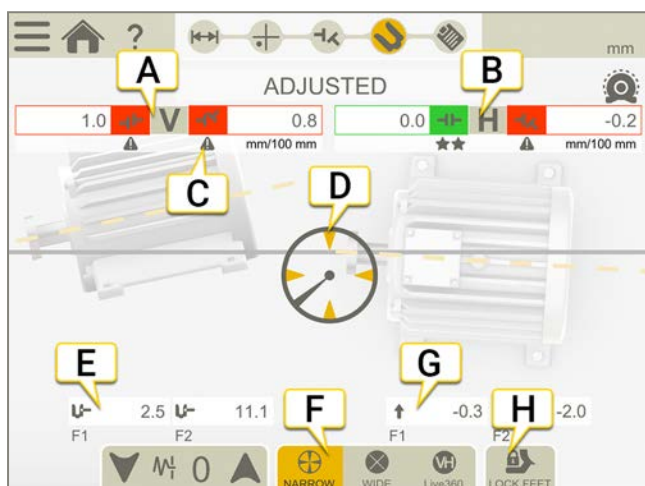 ?
mm
A
B
ADJUSTED
1.0 V 0.8
0.0 H -0.2
mm/100 mm
mm/100 mm
C
D
E
F
G
H
2.5 11.1
-0.3 -2.0
F1 F2
F1 F2
0
NARROW WIDE Live360 LOCK FEET
VH